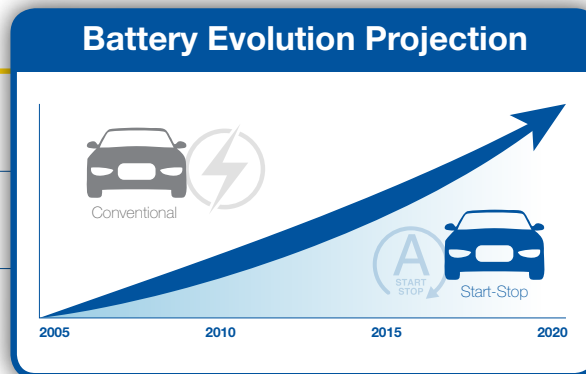 Battery Evolution Projection
Conventional
A
START
STOP
Start-Stop
2005 2010 2015 2020